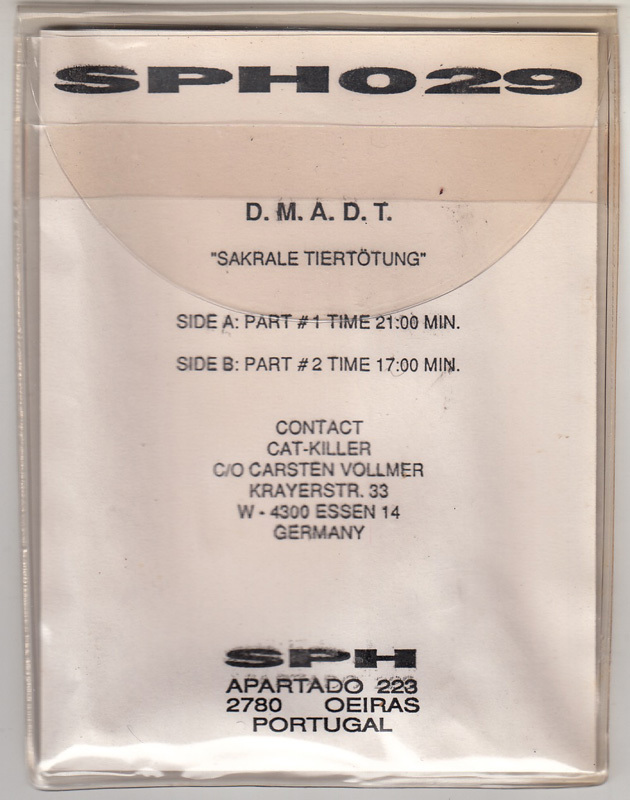 SPH029
D. M. A. D. T.
"SAKRALE TIERTÖTUNG"
SIDE A: PART # 1 TIME 21:00 MIN.
SIDE B: PART # 2 TIME 17:00 MIN.
CONTACT
CAT-KILLER
C/O CARSTEN VOLLMER
KRAYERSTR. 33
W - 4300 ESSEN 14
GERMANY
SPH
APARTADO 223
2780 OEIRAS
PORTUGAL